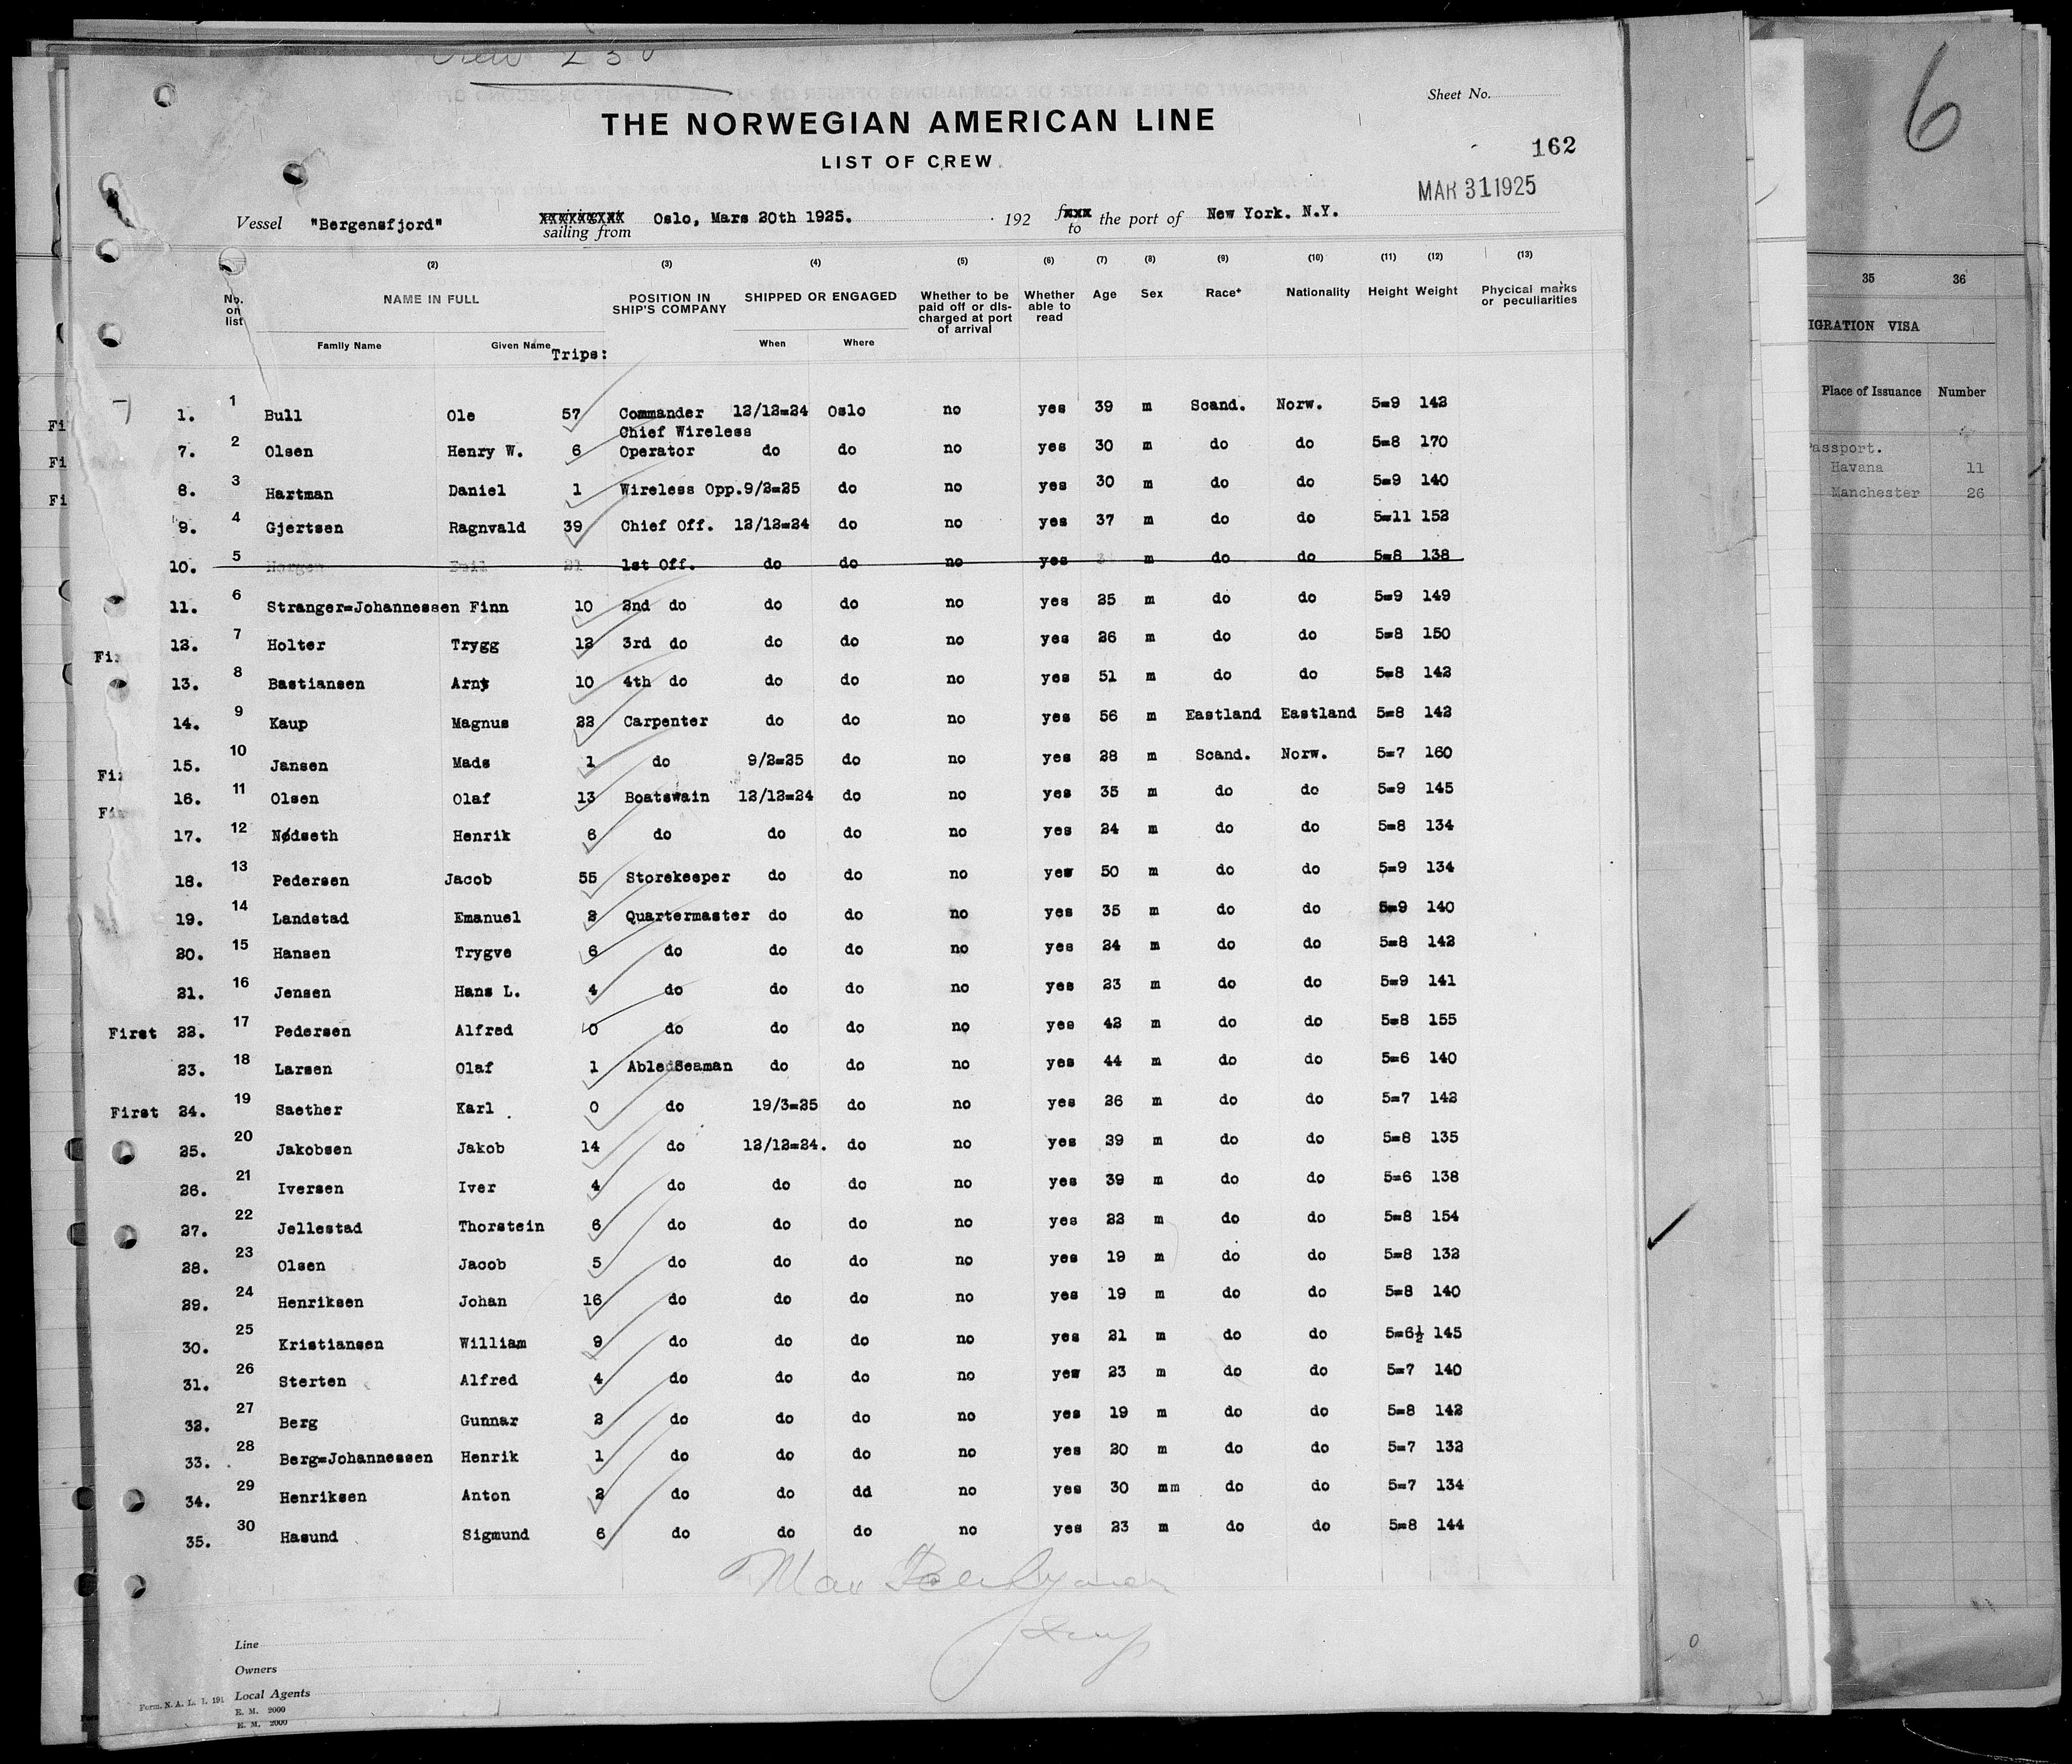 Crew 230
Sheet No.
THE NORWEGIAN AMERICAN LINE
LIST OF CREW
162
MAR 31 1925
Vessel "Bergensfjord" xxxxxxxxx sailing from Oslo, Mars 20th 1925. 192 fxxx to the port of New York. N.Y.
(2) (3) (4) (5) (6) (7) (8) (9) (10) (11) (12) (13)
No. on list NAME IN FULL POSITION IN SHIP'S COMPANY SHIPPED OR ENGAGED Whether to be paid off or discharged at port of arrival Whether able to read Age Sex Race* Nationality Height Weight Phycical marks or peculiarities
Family Name Given Name Trips: When Where
1. 1 Bull Ole 57 Commander 12/12=24 Oslo no yes 39 m Scand. Norw. 5=9 142
7. 2 Olsen Henry W. 6 Chief Wireless Operator do do no yes 30 m do do 5=8 170
8. 3 Hartman Daniel 1 Wireless Opp. 9/2=25 do no yes 30 m do do 5=9 140
9. 4 Gjertsen Ragnvald 39 Chief Off. 12/12=24 do no yes 37 m do do 5=11 152
10. 5 Horgen Emil 21 1st Off. do do no yes m do do 5=8 138
11. 6 Stranger=Johannessen Finn 10 2nd do do do no yes 25 m do do 5=9 149
12. 7 Holter Trygg 12 3rd do do do no yes 26 m do do 5=8 150
13. 8 Bastiansen Arnt 10 4th do do do no yes 51 m do do 5=8 142
14. 9 Kaup Magnus 22 Carpenter do do no yes 56 m Eastland Eastland 5=8 142
15. 10 Jansen Mads 1 do 9/2=25 do no yes 28 m Scand. Norw. 5=7 160
16. 11 Olsen Olaf 13 Boatswain 12/12=24 do no yes 35 m do do 5=9 145
17. 12 Nødseth Henrik 6 do do do no yes 24 m do do 5=8 134
18. 13 Pedersen Jacob 55 Storekeeper do do no yes 50 m do do 5=9 134
19. 14 Landstad Emanuel 2 Quartermaster do do no yes 35 m do do 5=9 140
20. 15 Hansen Trygve 6 do do do no yes 24 m do do 5=8 142
21. 16 Jensen Hans L. 4 do do do no yes 23 m do do 5=9 141
First 22. 17 Pedersen Alfred 0 do do do no yes 42 m do do 5=8 155
23. 18 Larsen Olaf 1 Able Seaman do do no yes 44 m do do 5=6 140
First 24. 19 Saether Karl 0 do 19/3=25 do no yes 26 m do do 5=7 142
25. 20 Jakobsen Jakob 14 do 12/12=24. do no yes 29 m do do 5=8 135
26. 21 Iversen Iver 4 do do do no yes 39 m do do 5=6 138
27. 22 Jellestad Thorstein 6 do do do no yes 22 m do do 5=8 154
28. 23 Olsen Jacob 5 do do do no yes 19 m do do 5=8 132
29. 24 Henriksen Johan 16 do do do no yes 19 m do do 5=8 140
30. 25 Kristiansen William 9 do do do no yes 21 m do do 5=6½ 145
31. 26 Sterten Alfred 4 do do do no yes 23 m do do 5=7 140
32. 27 Berg Gunnar 2 do do do no yes 19 m do do 5=8 142
33. 28 Berg=Johannessen Henrik 1 do do do no yes 20 m do do 5=7 132
34. 29 Henriksen Anton 2 do do dd no yes 30 mm do do 5=7 134
35. 30 Hasund Sigmund 6 do do do no yes 23 m do do 5=8 144
Line
Owners
Local Agents
Form. N. A. L. 1. 191
E. M. 2000
E. M. 2000
6
35 36
IGRATION VISA
Place of Issuance Number
Passport.
Havana 11
Manchester 26